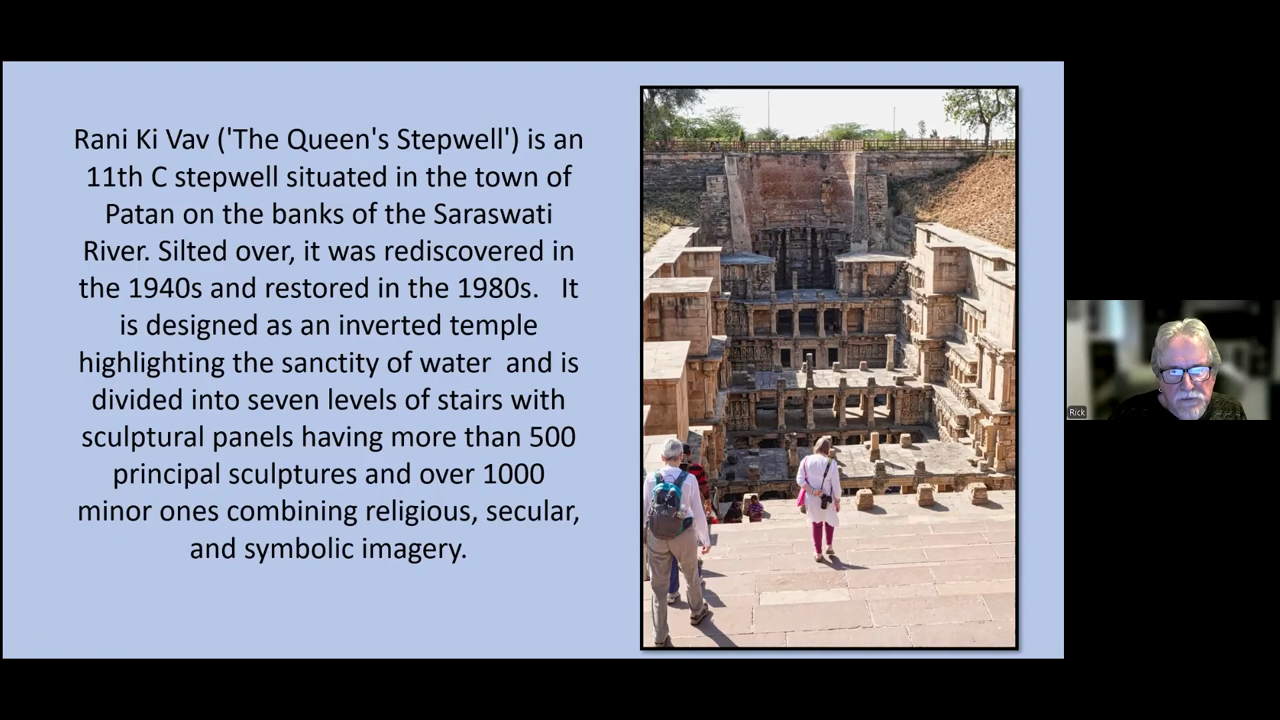 Rani Ki Vav ('The Queen's Stepwell') is an
11th C stepwell situated in the town of
Patan on the banks of the Saraswati
River. Silted over, it was rediscovered in
the 1940s and restored in the 1980s.   It
is designed as an inverted temple
highlighting the sanctity of water  and is
divided into seven levels of stairs with
sculptural panels having more than 500
principal sculptures and over 1000
minor ones combining religious, secular,
and symbolic imagery.
Rick